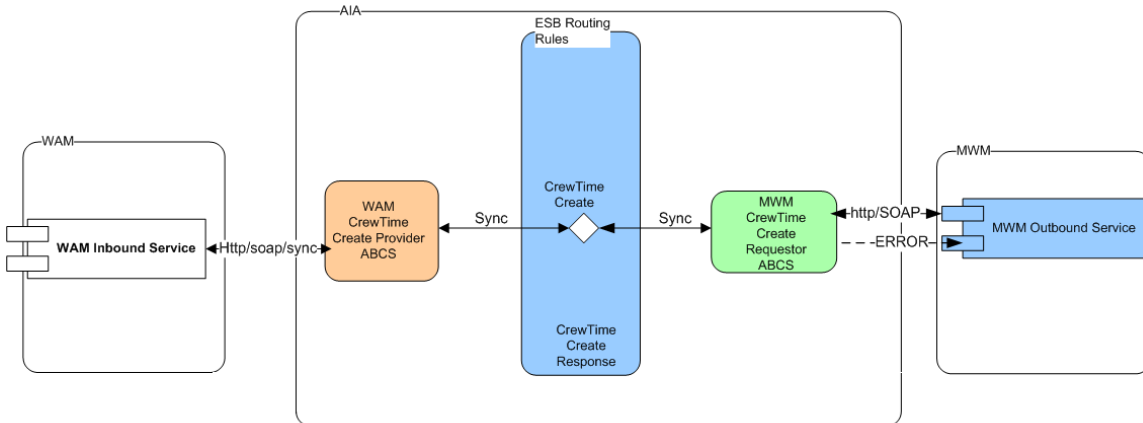 AIA
ESB Routing
Rules
WAM
MWM
WAM
CrewTime
Create Provider
ABCS
CrewTime
Create
MWM
CrewTime
Create
Requestor
ABCS
Sync
Sync
http/SOAP
ERROR
WAM Inbound Service
Http/soap/sync
MWM Outbound Service
CrewTime
Create
Response